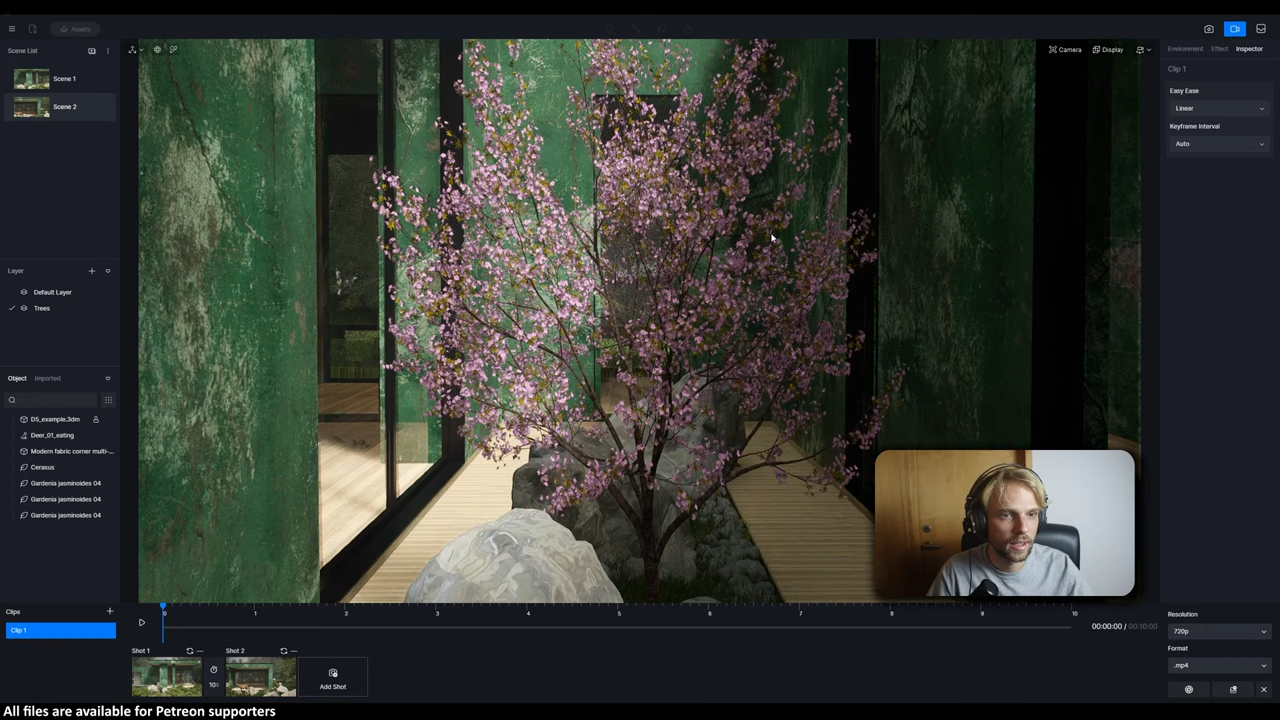 Assets
Scene List
Scene 1
Scene 2
Layer
Default Layer
Trees
Object
Imported
D5_example.3dm
Deer_01_eating
Modern fabric corner multi-...
Cerasus
Gardenia jasminoides 04
Gardenia jasminoides 04
Gardenia jasminoides 04
Camera
Display
Environment
Effect
Inspector
Clip 1
Easy Ease
Linear
Keyframe Interval
Auto
Clips
Clip 1
0
1
2
3
4
5
6
7
8
9
10
00:00:00 / 00:10:00
Shot 1
Shot 2
10s
Add Shot
Resolution
720p
Format
.mp4
All files are available for Petreon supporters